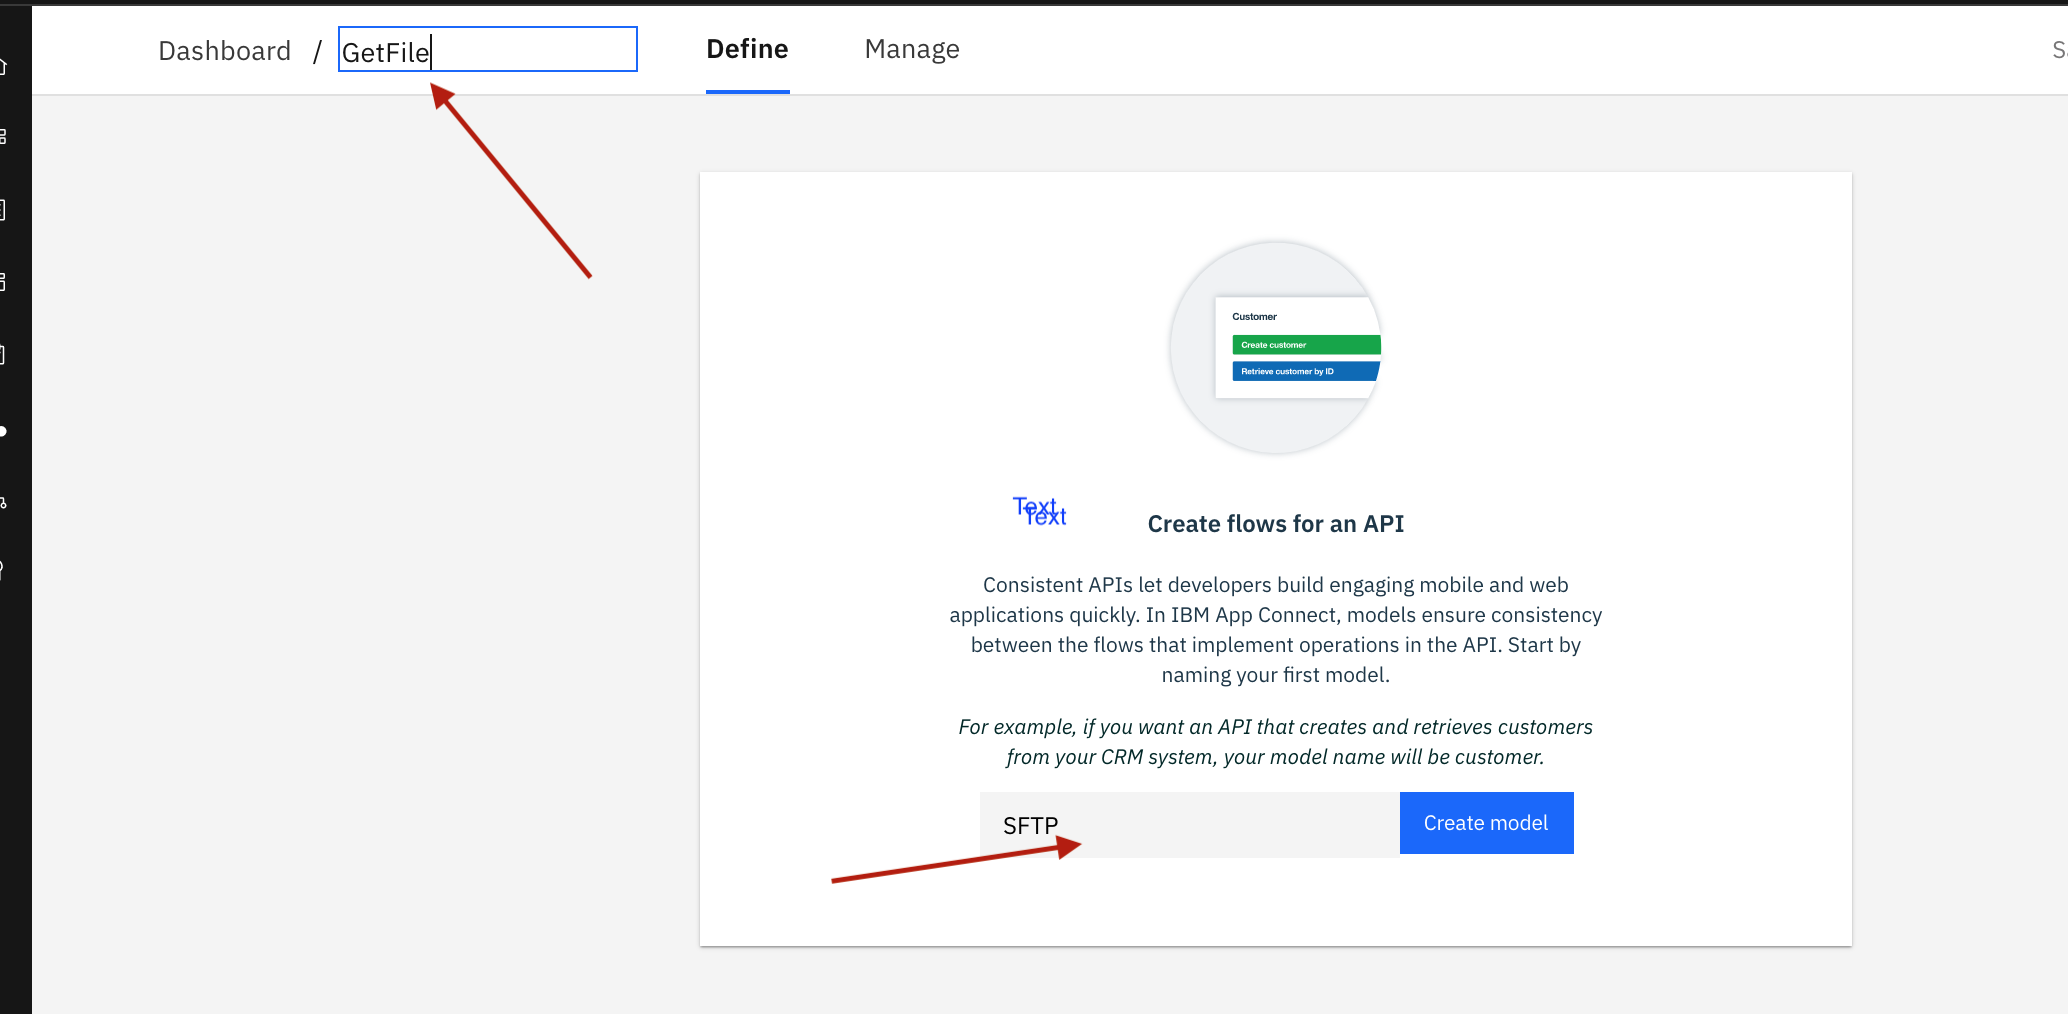 Dashboard / GetFile Define Manage
Customer
Create customer
Retrieve customer by ID
Text
Text
Create flows for an API
Consistent APIs let developers build engaging mobile and web
applications quickly. In IBM App Connect, models ensure consistency
between the flows that implement operations in the API. Start by
naming your first model.
For example, if you want an API that creates and retrieves customers
from your CRM system, your model name will be customer.
SFTP Create model